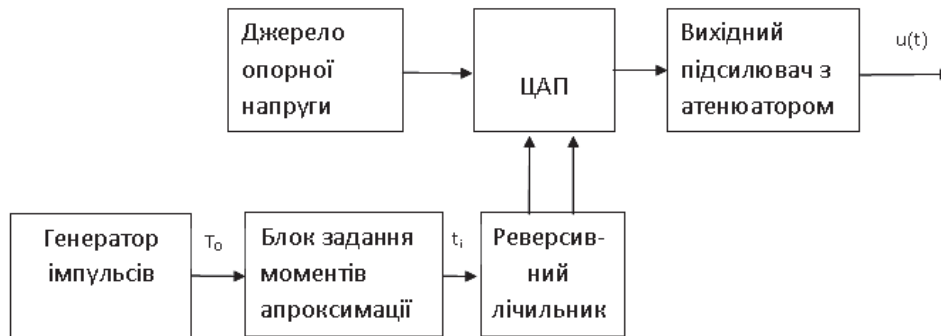 Джерело
опорної
напруги
ЦАП
Вихідний
підсилювач з
атенюатором
u(t)
Генератор
імпульсів
T₀
Блок задання
моментів
апроксимації
tᵢ
Реверсив-
ний
лічильник